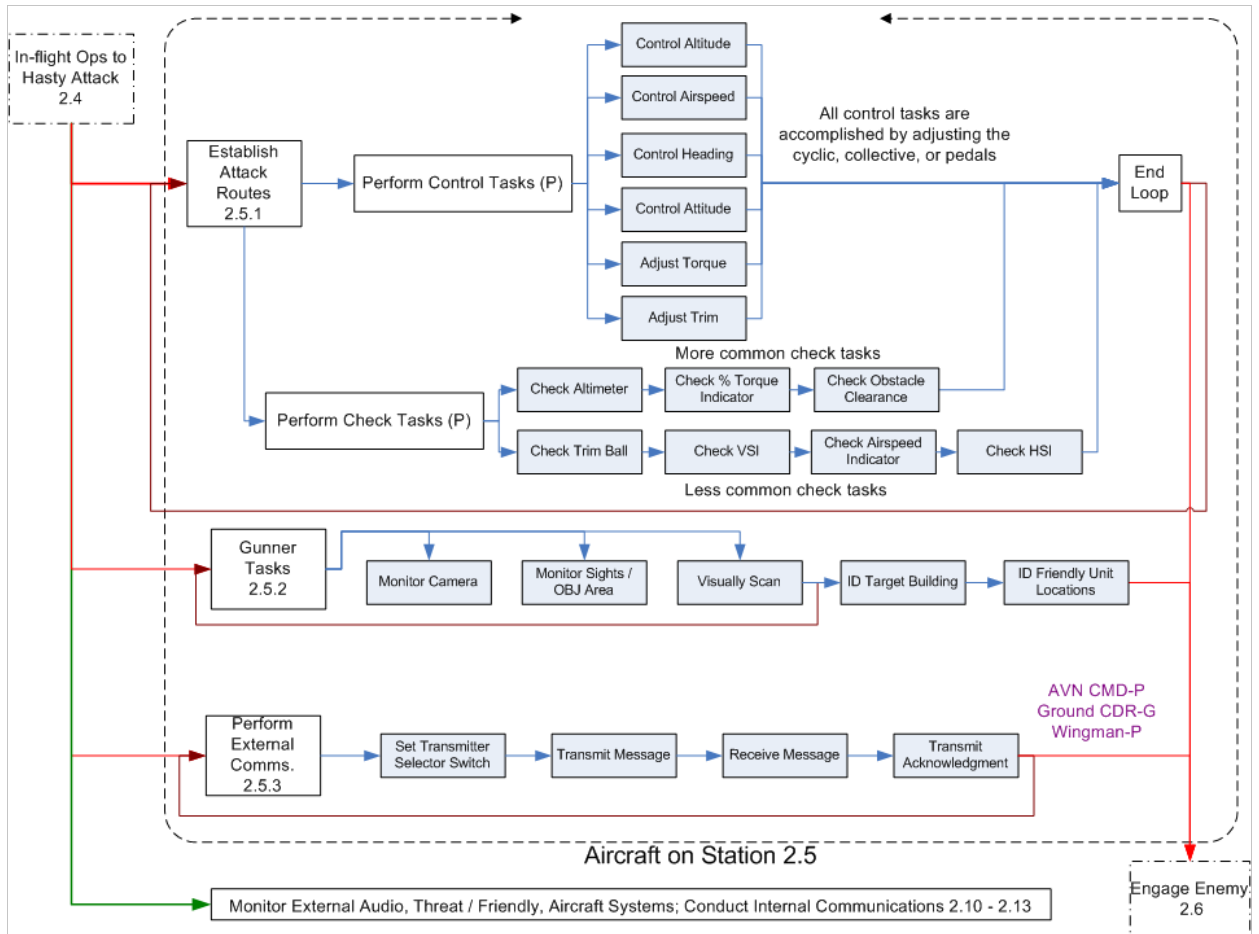 In-flight Ops to
Hasty Attack
2.4
Establish
Attack
Routes
2.5.1
Perform Control Tasks (P)
Control Altitude
Control Airspeed
Control Heading
Control Attitude
Adjust Torque
Adjust Trim
All control tasks are
accomplished by adjusting the
cyclic, collective, or pedals
End
Loop
More common check tasks
Perform Check Tasks (P)
Check Altimeter
Check % Torque
Indicator
Check Obstacle
Clearance
Check Trim Ball
Check VSI
Check Airspeed
Indicator
Check HSI
Less common check tasks
Gunner
Tasks
2.5.2
Monitor Camera
Monitor Sights /
OBJ Area
Visually Scan
ID Target Building
ID Friendly Unit
Locations
Perform
External
Comms.
2.5.3
Set Transmitter
Selector Switch
Transmit Message
Receive Message
Transmit
Acknowledgment
AVN CMD-P
Ground CDR-G
Wingman-P
Aircraft on Station 2.5
Engage Enemy
2.6
Monitor External Audio, Threat / Friendly, Aircraft Systems; Conduct Internal Communications 2.10 - 2.13